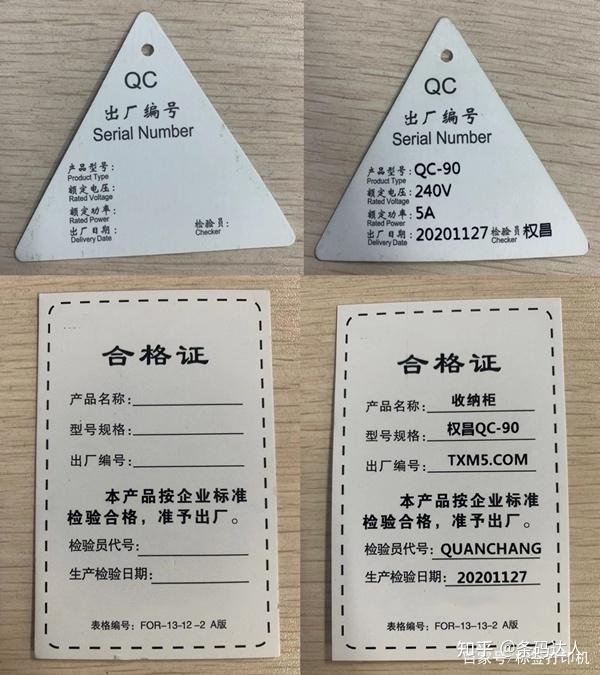 QC
出厂编号
Serial Number
产品型号:
Product Type
额定电压:
Rated Voltage
额定功率:
Rated Power
出厂日期:
Delivery Date
检验员:
Checker
QC
出厂编号
Serial Number
产品型号:QC-90
Product Type
额定电压:240V
Rated Voltage
额定功率:5A
Rated Power
出厂日期:20201127 检验员:权昌
Delivery Date Checker
合格证
产品名称:
型号规格:
出厂编号:
本产品按企业标准
检验合格，准予出厂。
检验员代号:
生产检验日期:
表格编号: FOR-13-12-2 A版
合格证
产品名称: 收纳柜
型号规格: 权昌QC-90
出厂编号: TXM5.COM
本产品按企业标准
检验合格，准予出厂。
检验员代号: QUANCHANG
生产检验日期: 20201127
表格编号: FOR-13-13-2 A版
知乎 @条码达人
百家号/标签打印机